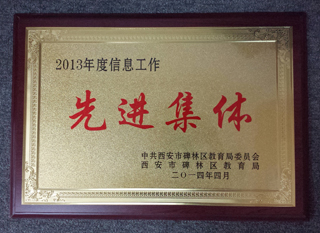 2013年度信息工作
先进集体
中共西安市碑林区教育局委员会
西安市碑林区教育局
二〇一四年四月